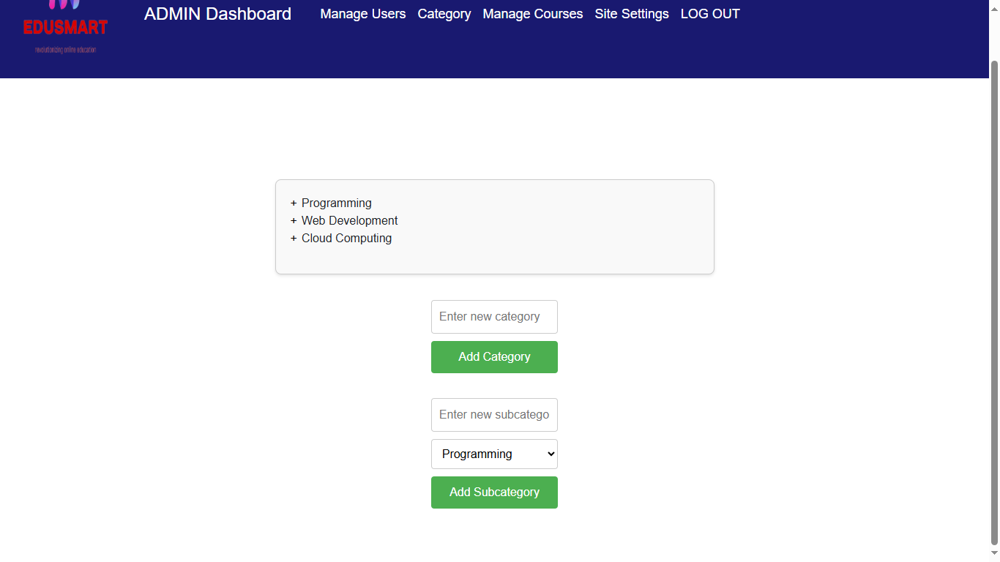 ADMIN Dashboard Manage Users Category Manage Courses Site Settings LOG OUT
EDUSMART
revolutionizing online education
+ Programming
+ Web Development
+ Cloud Computing
Enter new category
Add Category
Enter new subcatego
Programming
Add Subcategory